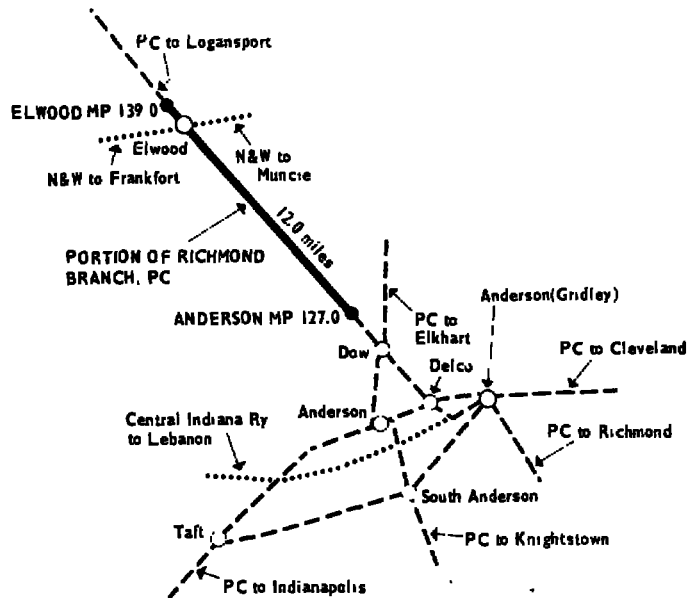 PC to Logansport
ELWOOD MP 139.0
Elwood
N&W to Frankfort
N&W to
Muncie
12.0 miles
PORTION OF RICHMOND
BRANCH, PC
ANDERSON MP 127.0
PC to
Elkhart
Anderson(Gridley)
Dow
Delco
PC to Cleveland
Anderson
Central Indiana Ry
to Lebanon
PC to Richmond
South Anderson
Taft
PC to Knightstown
PC to Indianapolis